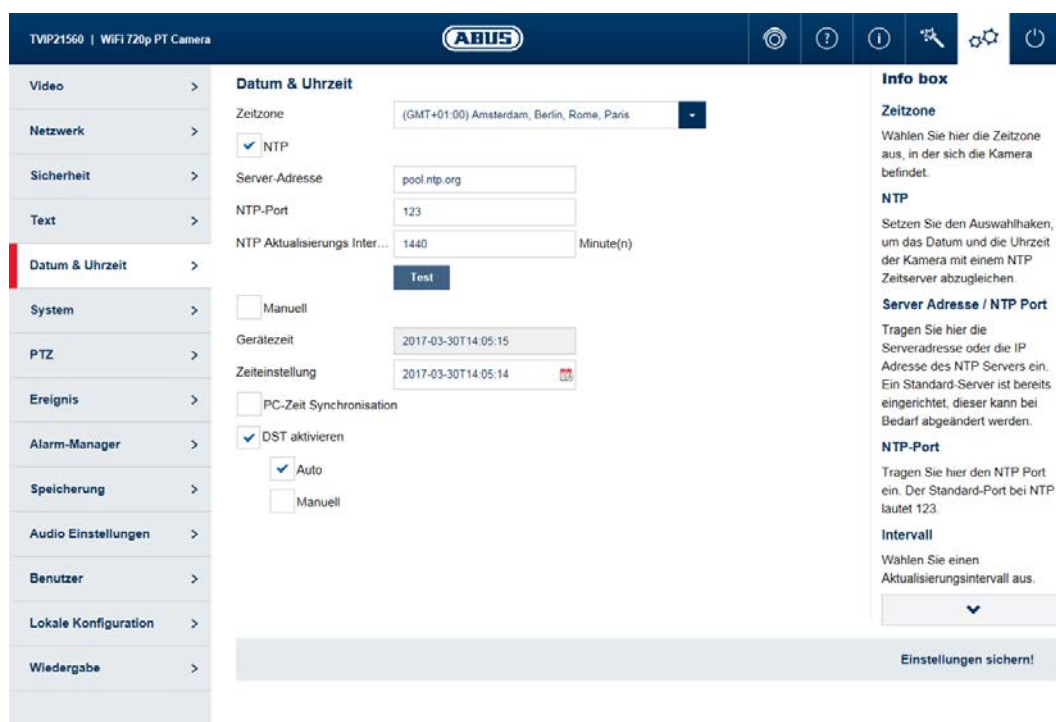 TVIP21560 | WiFi 720p PT Camera
ABUS
Video
Netzwerk
Sicherheit
Text
Datum & Uhrzeit
System
PTZ
Ereignis
Alarm-Manager
Speicherung
Audio Einstellungen
Benutzer
Lokale Konfiguration
Wiedergabe
Datum & Uhrzeit
Zeitzone (GMT+01:00) Amsterdam, Berlin, Rome, Paris
NTP
Server-Adresse pool.ntp.org
NTP-Port 123
NTP Aktualisierungs Inter... 1440 Minute(n)
Test
Manuell
Gerätezeit 2017-03-30T14:05:15
Zeiteinstellung 2017-03-30T14:05:14
PC-Zeit Synchronisation
DST aktivieren
Auto
Manuell
Info box
Zeitzone
Wählen Sie hier die Zeitzone
aus, in der sich die Kamera
befindet.
NTP
Setzen Sie den Auswahlhaken,
um das Datum und die Uhrzeit
der Kamera mit einem NTP
Zeitserver abzugleichen.
Server Adresse / NTP Port
Tragen Sie hier die
Serveradresse oder die IP
Adresse des NTP Servers ein.
Ein Standard-Server ist bereits
eingerichtet, dieser kann bei
Bedarf abgeändert werden.
NTP-Port
Tragen Sie hier den NTP Port
ein. Der Standard-Port bei NTP
lautet 123.
Intervall
Wählen Sie einen
Aktualisierungsintervall aus.
Einstellungen sichern!